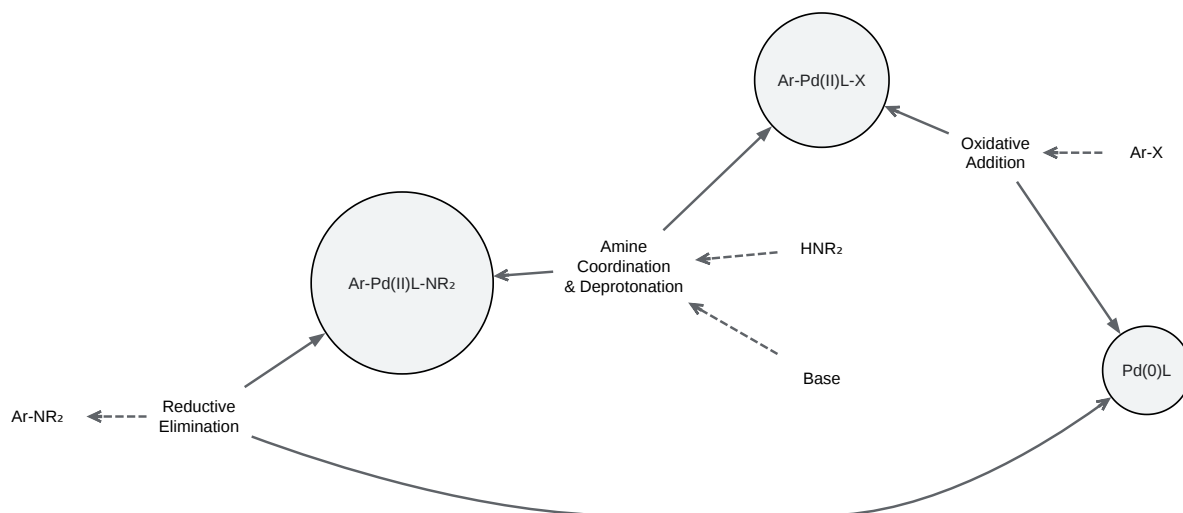 Ar-Pd(II)L-X
Oxidative
Addition
Ar-X
Amine
Coordination
& Deprotonation
HNR₂
Ar-Pd(II)L-NR₂
Base
Pd(0)L
Ar-NR₂
Reductive
Elimination